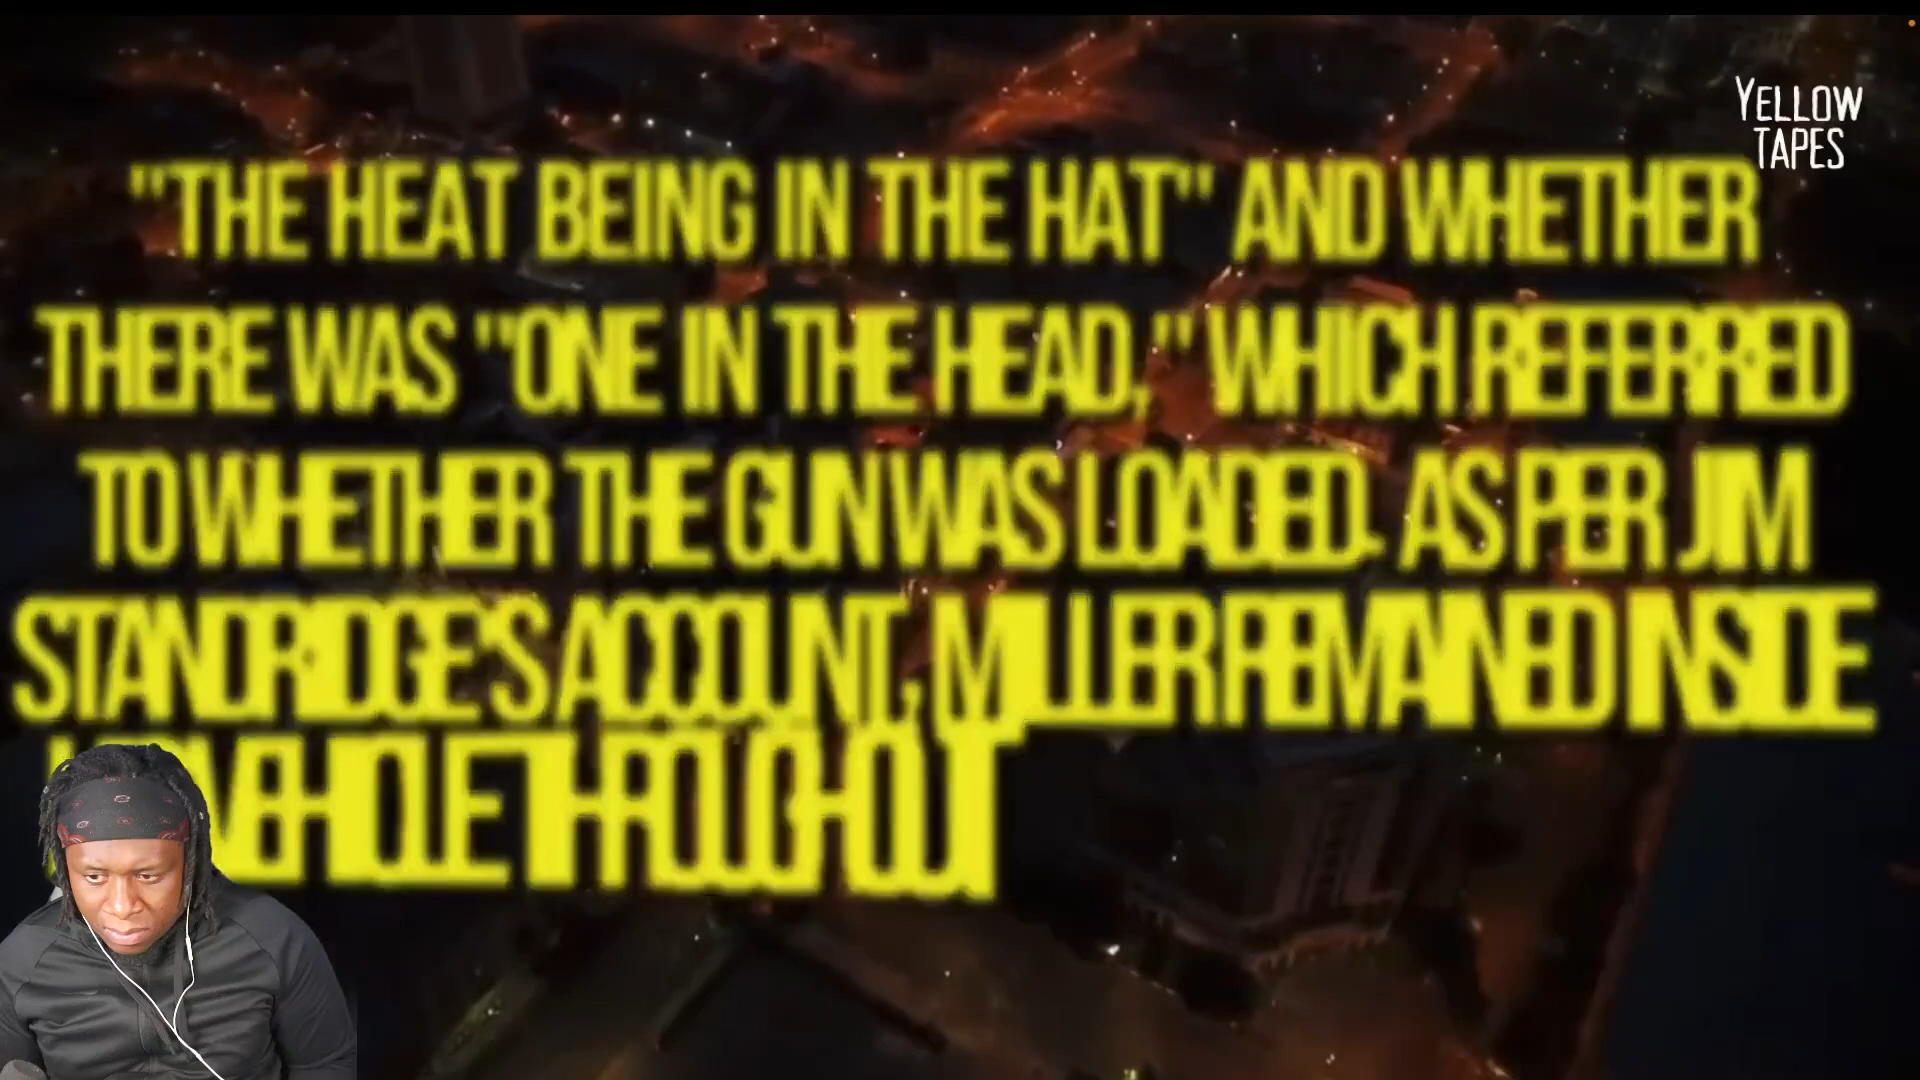 YELLOW
TAPES
"THE HEAT BEING IN THE HAT" AND WHETHER
THERE WAS "ONE IN THE HEAD," WHICH REFERRED
TO WHETHER THE GUN WAS LOADED. AS PER JIM
STANDRIDGE'S ACCOUNT, MILLER REMAINED INSIDE
VEHICLE THROUGHOUT